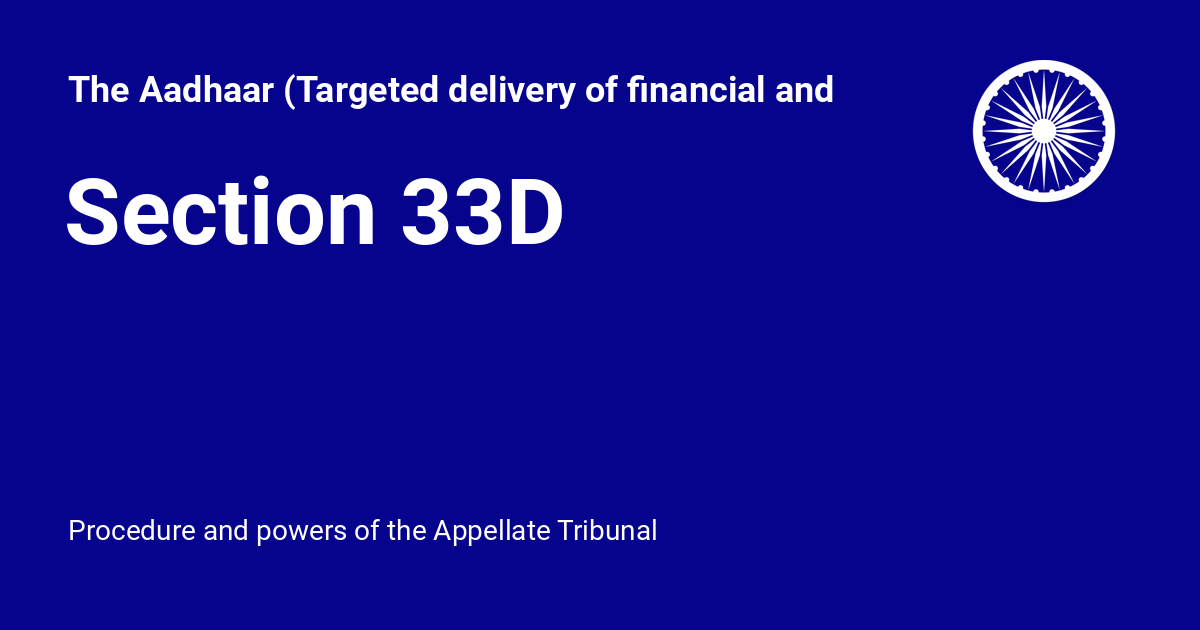 The Aadhaar (Targeted delivery of financial and
Section 33D
Procedure and powers of the Appellate Tribunal